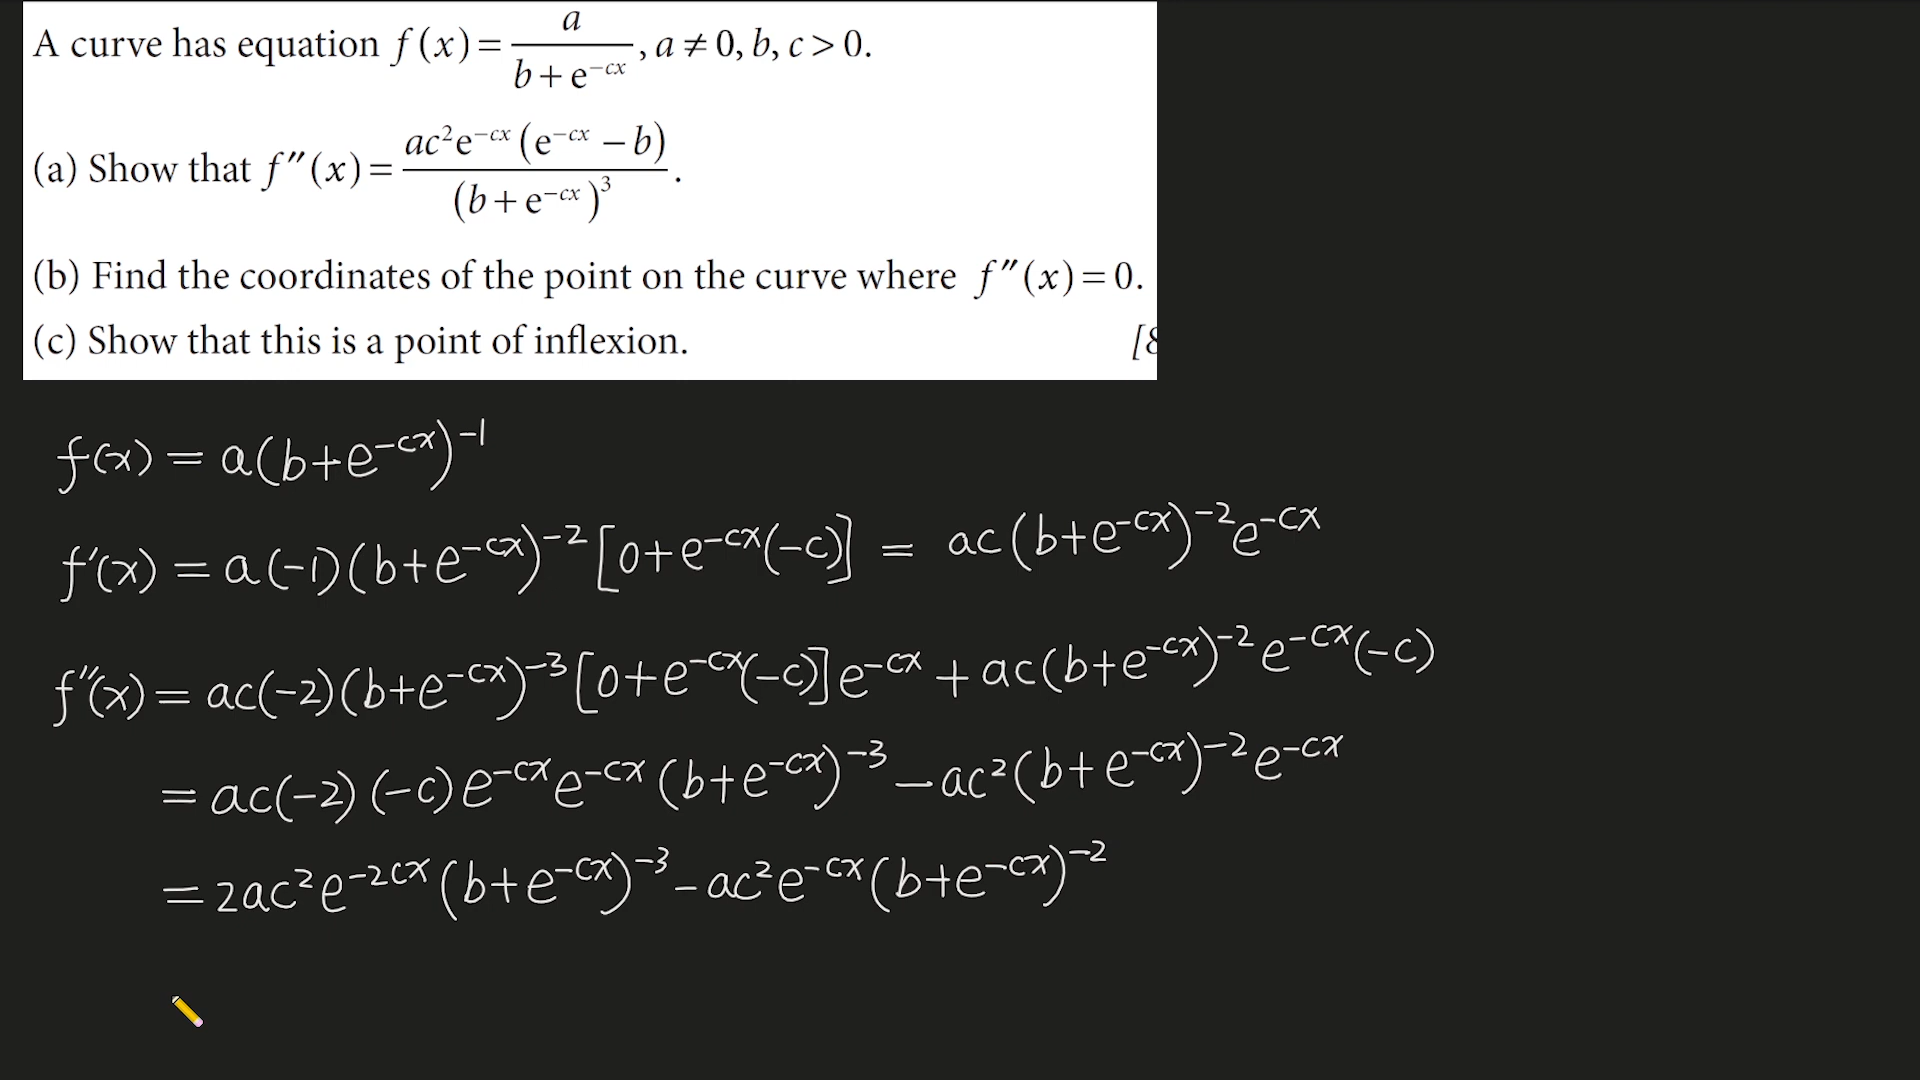 A curve has equation f(x) = a/(b + e^{-cx}), a ≠ 0, b, c > 0.
(a) Show that f″(x) = ac²e^{-cx}(e^{-cx} − b)/(b + e^{-cx})³.
(b) Find the coordinates of the point on the curve where f″(x) = 0.
(c) Show that this is a point of inflexion. [8
f(x) = a(b+e^{-cx})^{-1}
f'(x) = a(-1)(b+e^{-cx})^{-2}[0+e^{-cx}(-c)] = ac(b+e^{-cx})^{-2}e^{-cx}
f″(x) = ac(-2)(b+e^{-cx})^{-3}[0+e^{-cx}(-c)]e^{-cx} + ac(b+e^{-cx})^{-2}e^{-cx}(-c)
= ac(-2)(-c)e^{-cx}e^{-cx}(b+e^{-cx})^{-3} − ac²(b+e^{-cx})^{-2}e^{-cx}
= 2ac²e^{-2cx}(b+e^{-cx})^{-3} − ac²e^{-cx}(b+e^{-cx})^{-2}